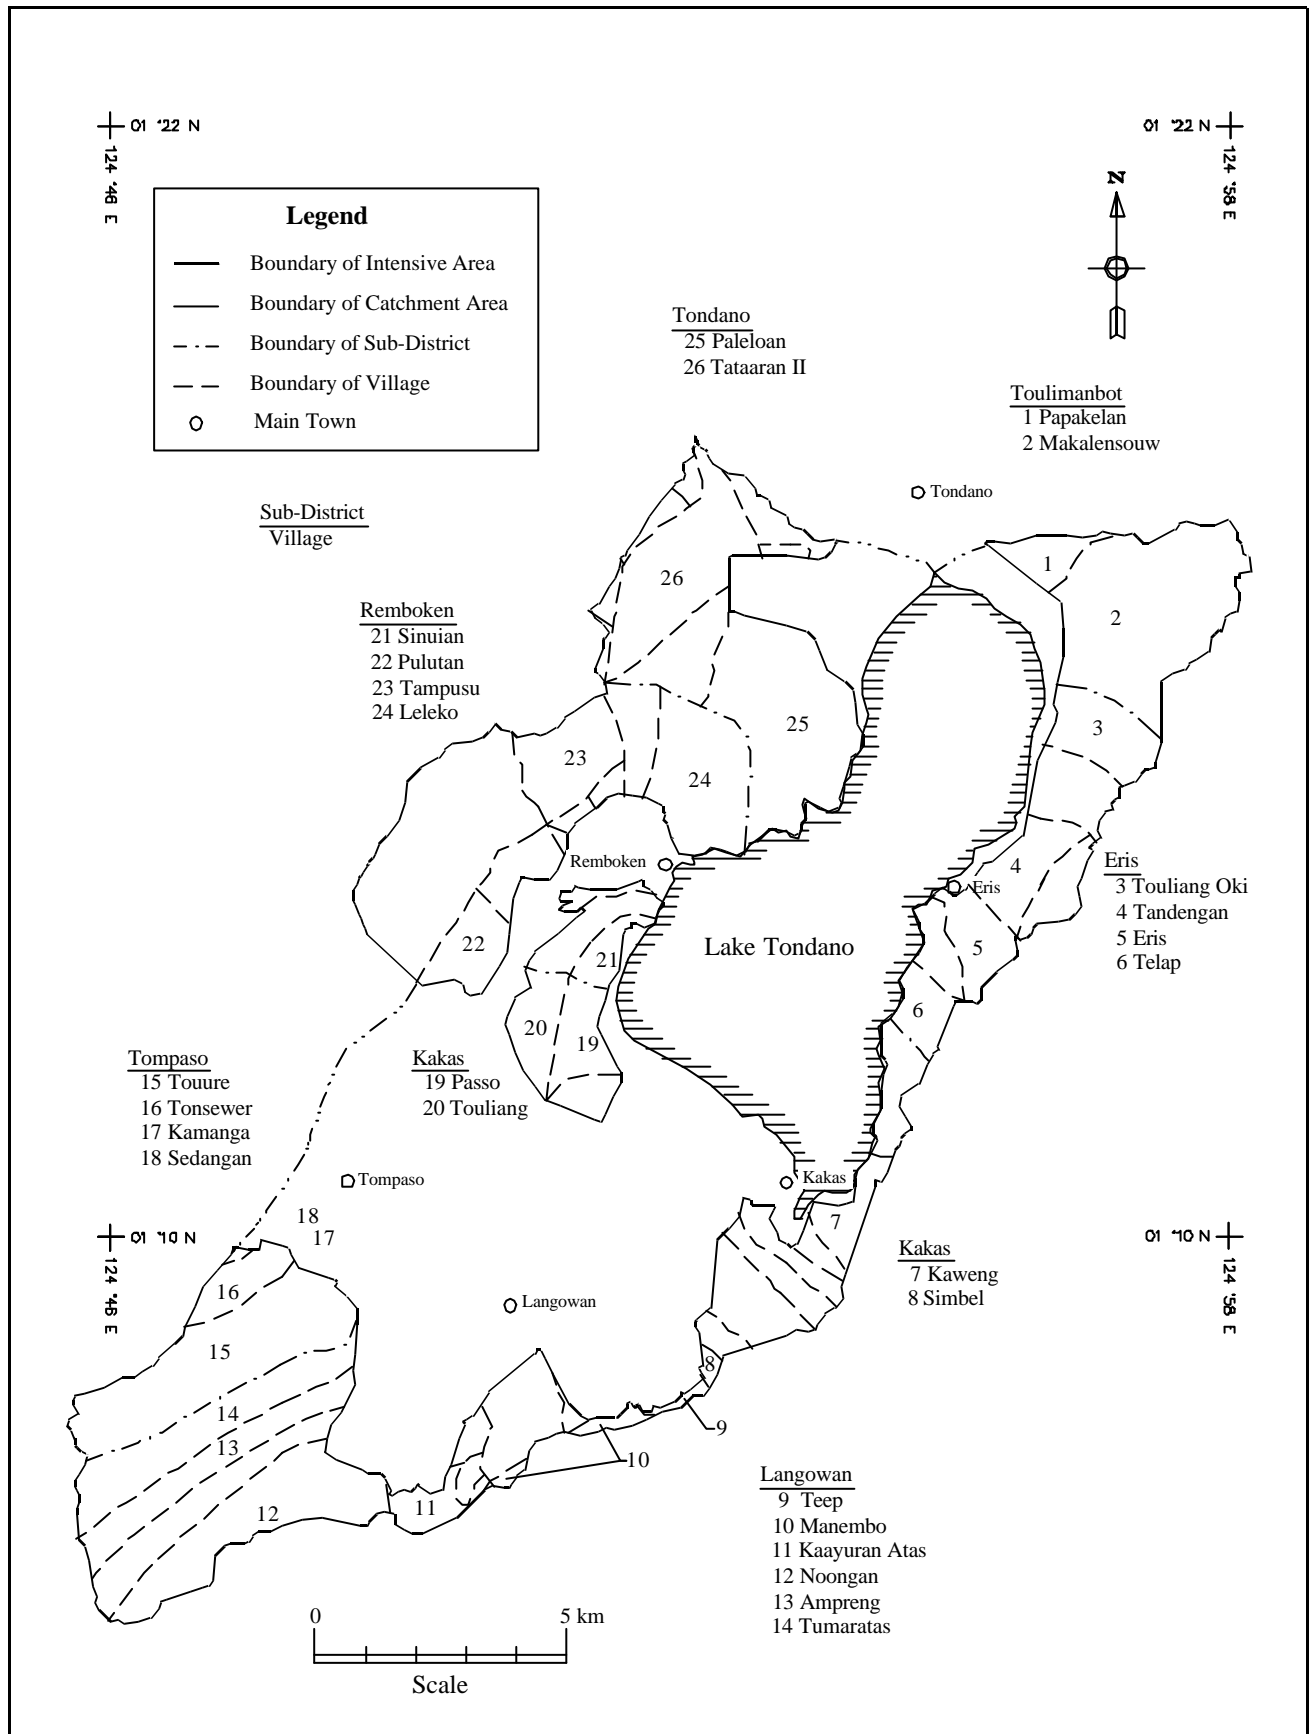 01 °22 N
01 °22 N
124 °46 E
124 °58 E
N
Legend
Boundary of Intensive Area
Boundary of Catchment Area
Boundary of Sub-District
Boundary of Village
Main Town
Tondano
25 Paleloan
26 Tataaran II
Toulimanbot
1 Papakelan
2 Makalensouw
Tondano
Sub-District
Village
1
26
2
Remboken
21 Sinuian
22 Pulutan
23 Tampusu
24 Leleko
25
3
23
24
Remboken
4
Eris
Eris
3 Touliang Oki
4 Tandengan
5 Eris
6 Telap
22
Lake Tondano
5
21
6
20
19
Tompaso
15 Touure
16 Tonsewer
17 Kamanga
18 Sedangan
Kakas
19 Passo
20 Touliang
Tompaso
Kakas
18
17
7
01 °10 N
01 °10 N
124 °46 E
124 °58 E
Kakas
7 Kaweng
8 Simbel
16
Langowan
15
8
14
9
13
10
11
12
Langowan
9 Teep
10 Manembo
11 Kaayuran Atas
12 Noongan
13 Ampreng
14 Tumaratas
0
5 km
Scale